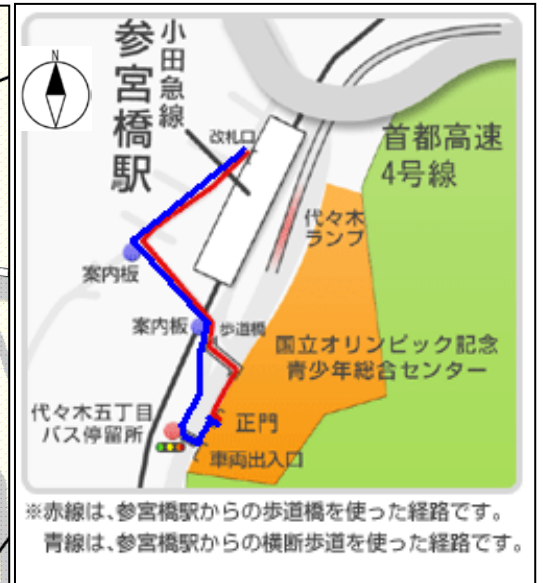 N
小田急線
参宮橋駅
改札口
首都高速
4号線
代々木
ランプ
案内板
案内板
歩道橋
国立オリンピック記念
青少年総合センター
代々木五丁目
バス停留所
正門
車両出入口
※赤線は、参宮橋駅からの歩道橋を使った経路です。
青線は、参宮橋駅からの横断歩道を使った経路です。